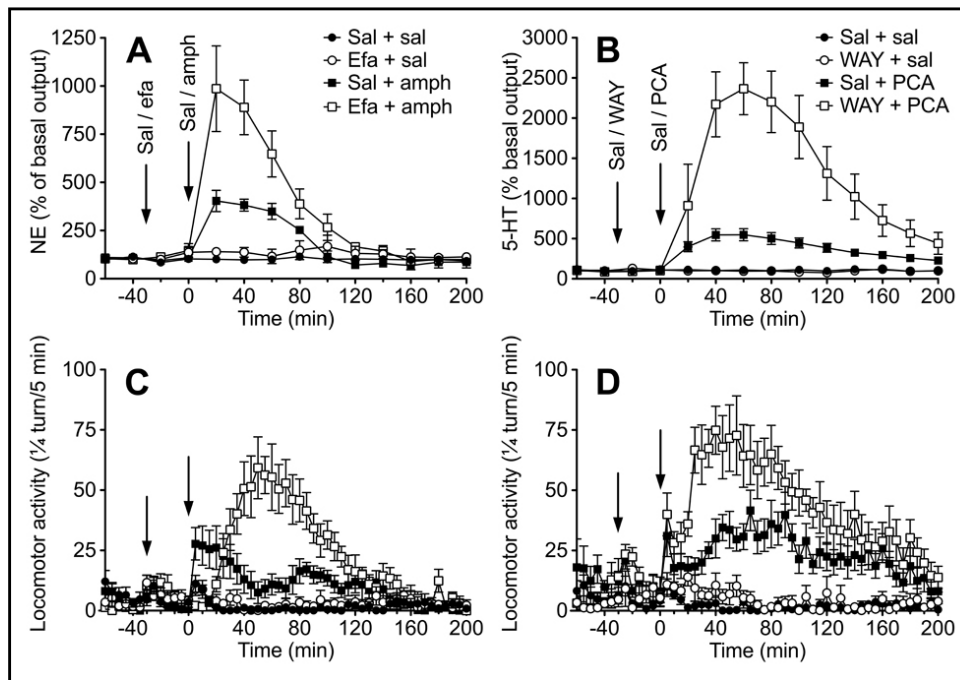 A
Sal + sal
Efa + sal
Sal + amph
Efa + amph
Sal / efa
Sal / amph
NE (% of basal output)
1250
1000
750
500
250
0
-40 0 40 80 120 160 200
Time (min)
B
Sal + sal
WAY + sal
Sal + PCA
WAY + PCA
Sal / WAY
Sal / PCA
5-HT (% basal output)
3000
2500
2000
1500
1000
500
0
-40 0 40 80 120 160 200
Time (min)
C
Locomotor activity (¼ turn/5 min)
100
75
50
25
0
-40 0 40 80 120 160 200
Time (min)
D
Locomotor activity (¼ turn/5 min)
100
75
50
25
0
-40 0 40 80 120 160 200
Time (min)